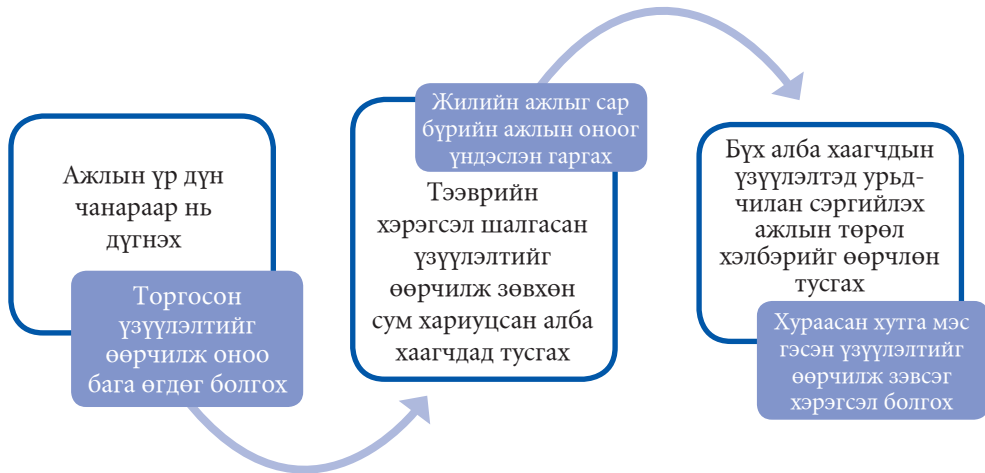 Ажлын үр дүн
чанараар нь
дүгнэх
Торгосон
үзүүлэлтийг
өөрчилж оноо
бага өгдөг болгох
Жилийн ажлыг сар
бүрийн ажлын оноог
үндэслэн гаргах
Тээврийн
хэрэгсэл шалгасан
үзүүлэлтийг
өөрчилж зөвхөн
сум хариуцсан алба
хаагчдад тусгах
Бүх алба хаагчдын
үзүүлэлтэд урьд-
чилан сэргийлэх
ажлын төрөл
хэлбэрийг өөрчлөн
тусгах
Хураасан хутга мэс
гэсэн үзүүлэлтийг
өөрчилж зэвсэг
хэрэгсэл болгох